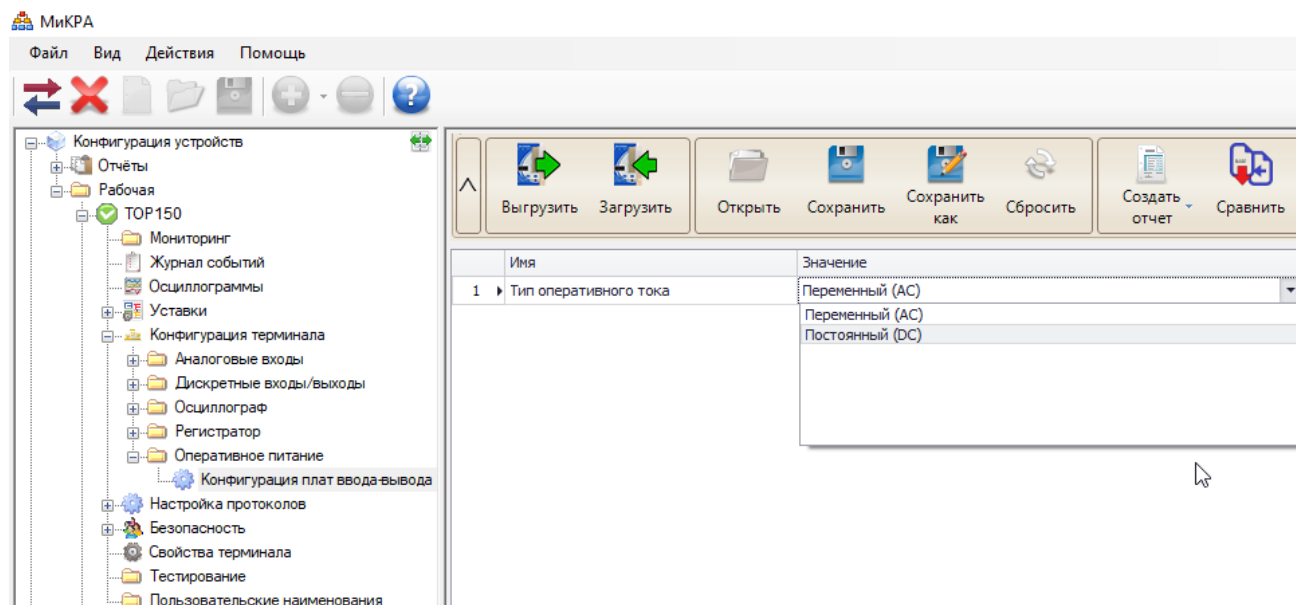 МиКРА
Файл Вид Действия Помощь
Конфигурация устройств
Отчёты
Рабочая
ТОР150
Мониторинг
Журнал событий
Осциллограммы
Уставки
Конфигурация терминала
Аналоговые входы
Дискретные входы/выходы
Осциллограф
Регистратор
Оперативное питание
Конфигурация плат ввода-вывода
Настройка протоколов
Безопасность
Свойства терминала
Тестирование
Пользовательские наименования
Выгрузить Загрузить Открыть Сохранить Сохранить как Сбросить Создать отчет Сравнить
Имя Значение
1 Тип оперативного тока Переменный (AC)
Переменный (AC)
Постоянный (DC)